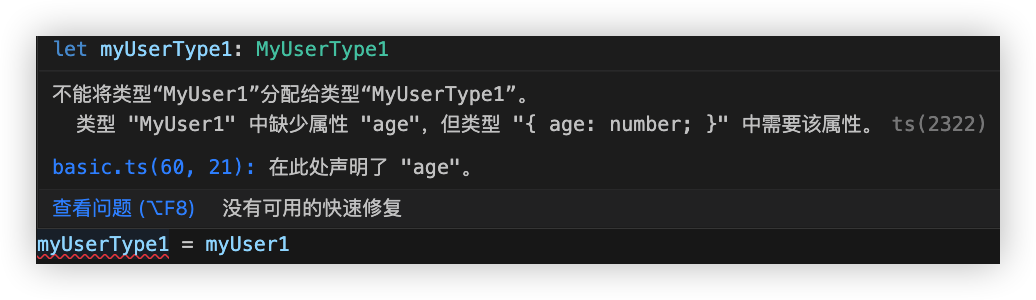 let myUserType1: MyUserType1
不能将类型“MyUser1”分配给类型“MyUserType1”。
类型 "MyUser1" 中缺少属性 "age"，但类型 "{ age: number; }" 中需要该属性。 ts(2322)
basic.ts(60, 21): 在此处声明了 "age"。
查看问题 (⌥F8) 没有可用的快速修复
myUserType1 = myUser1